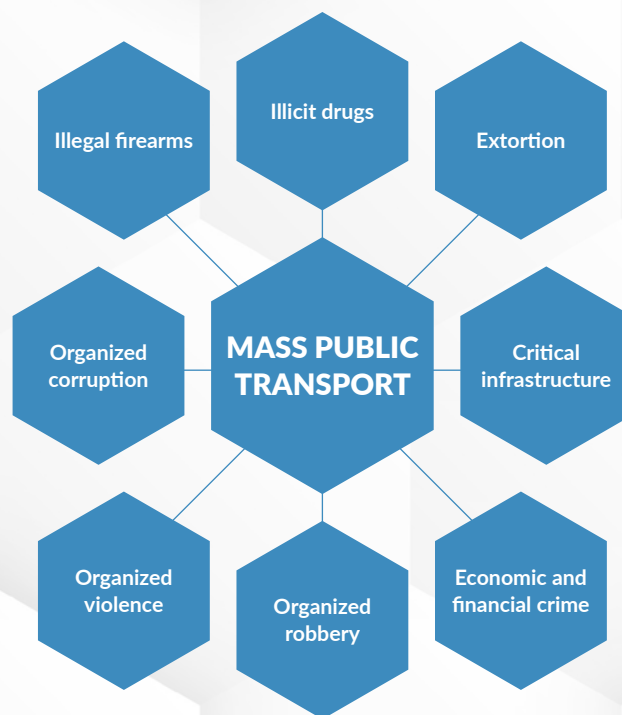 Illicit drugs
Illegal firearms
Extortion
MASS PUBLIC
TRANSPORT
Organized
corruption
Critical
infrastructure
Organized
violence
Economic and
financial crime
Organized
robbery